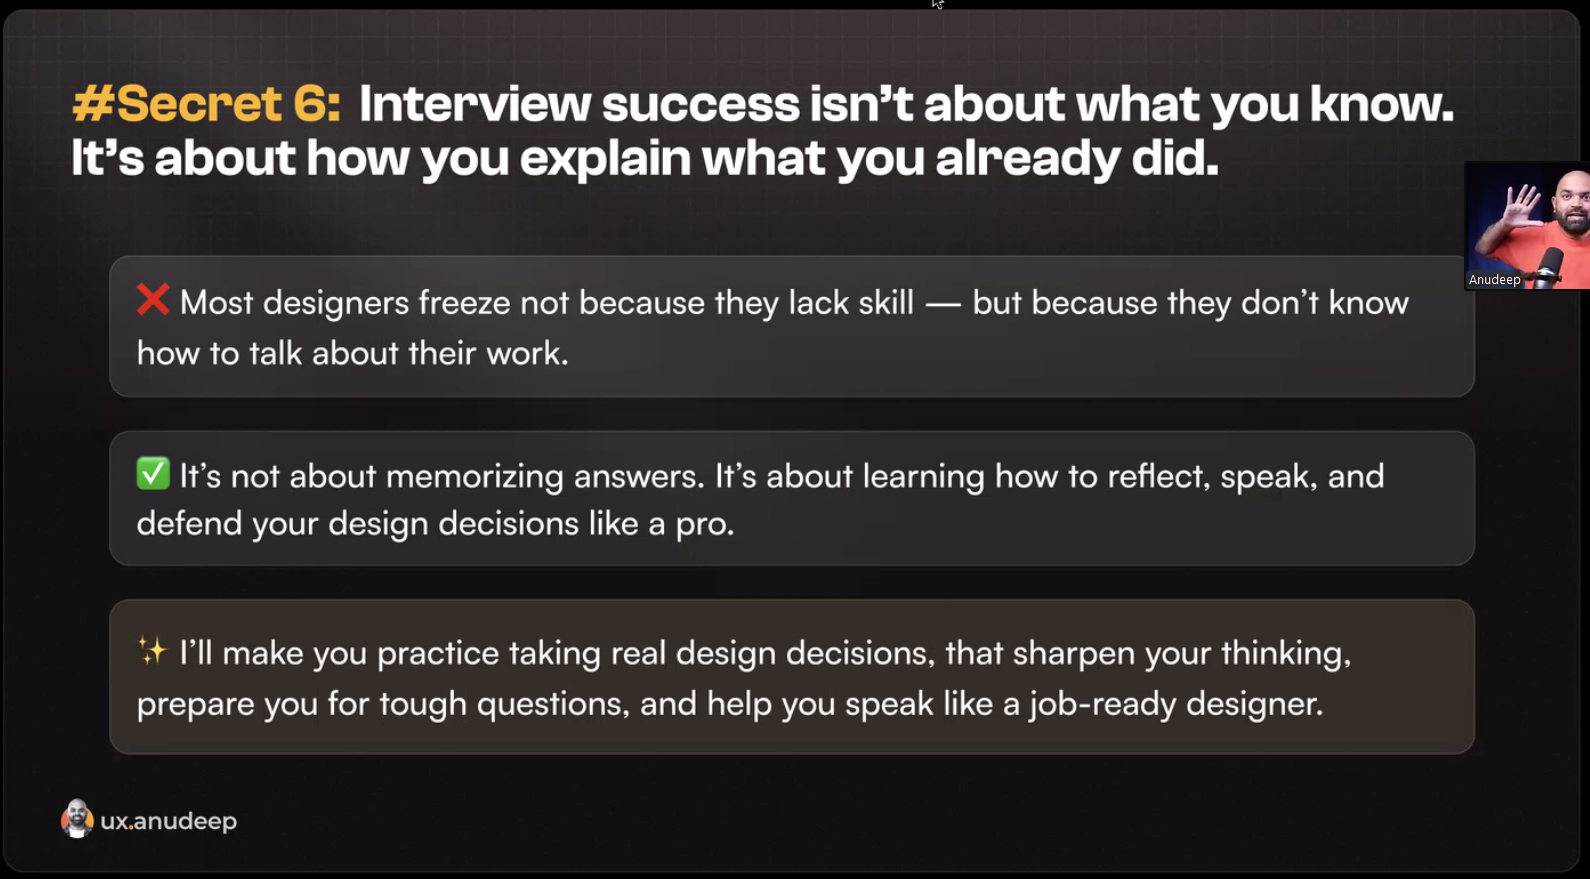 #Secret 6: Interview success isn’t about what you know.
It’s about how you explain what you already did.
❌ Most designers freeze not because they lack skill — but because they don’t know
how to talk about their work.
✅ It’s not about memorizing answers. It’s about learning how to reflect, speak, and
defend your design decisions like a pro.
✨ I’ll make you practice taking real design decisions, that sharpen your thinking,
prepare you for tough questions, and help you speak like a job-ready designer.
Anudeep
ux.anudeep